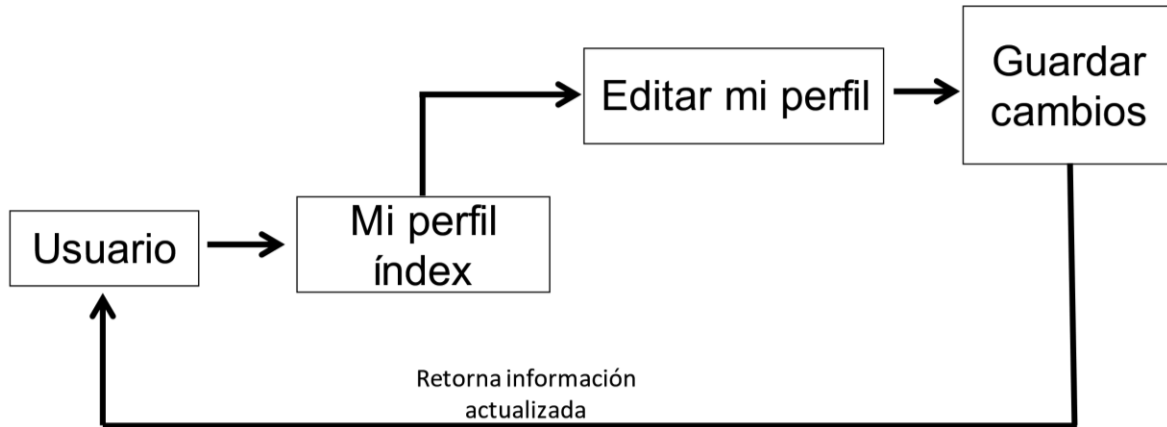 Usuario
Mi perfil
índex
Editar mi perfil
Guardar
cambios
Retorna información
actualizada